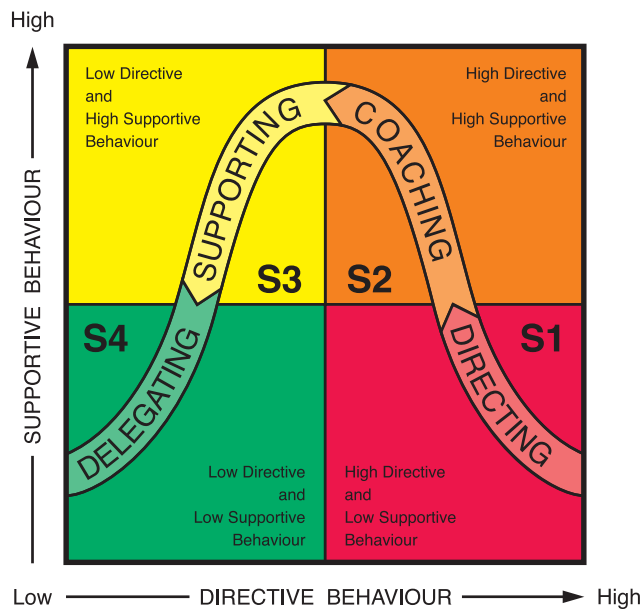 High
Low Directive
and
High Supportive
Behaviour
High Directive
and
High Supportive
Behaviour
SUPPORTING
COACHING
S3
S2
SUPPORTIVE BEHAVIOUR
S4
S1
DELEGATING
DIRECTING
Low Directive
and
Low Supportive
Behaviour
High Directive
and
Low Supportive
Behaviour
Low
DIRECTIVE BEHAVIOUR
High